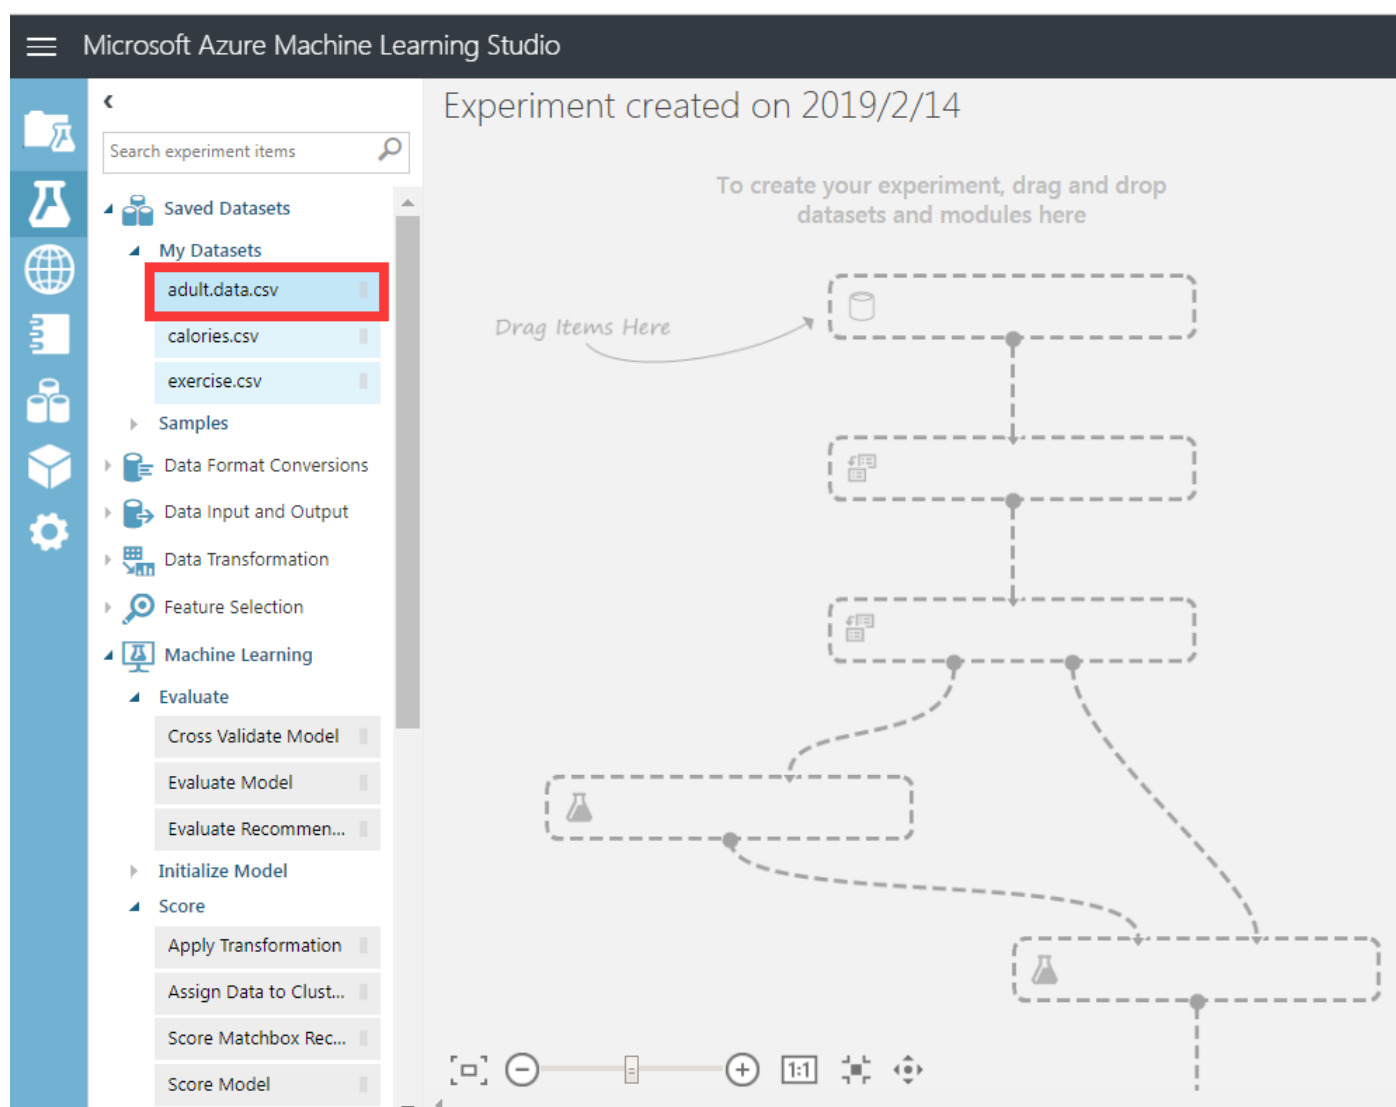 Microsoft Azure Machine Learning Studio
Search experiment items
Saved Datasets
My Datasets
adult.data.csv
calories.csv
exercise.csv
Samples
Data Format Conversions
Data Input and Output
Data Transformation
Feature Selection
Machine Learning
Evaluate
Cross Validate Model
Evaluate Model
Evaluate Recommen...
Initialize Model
Score
Apply Transformation
Assign Data to Clust...
Score Matchbox Rec...
Score Model
Experiment created on 2019/2/14
To create your experiment, drag and drop
datasets and modules here
Drag Items Here
1:1